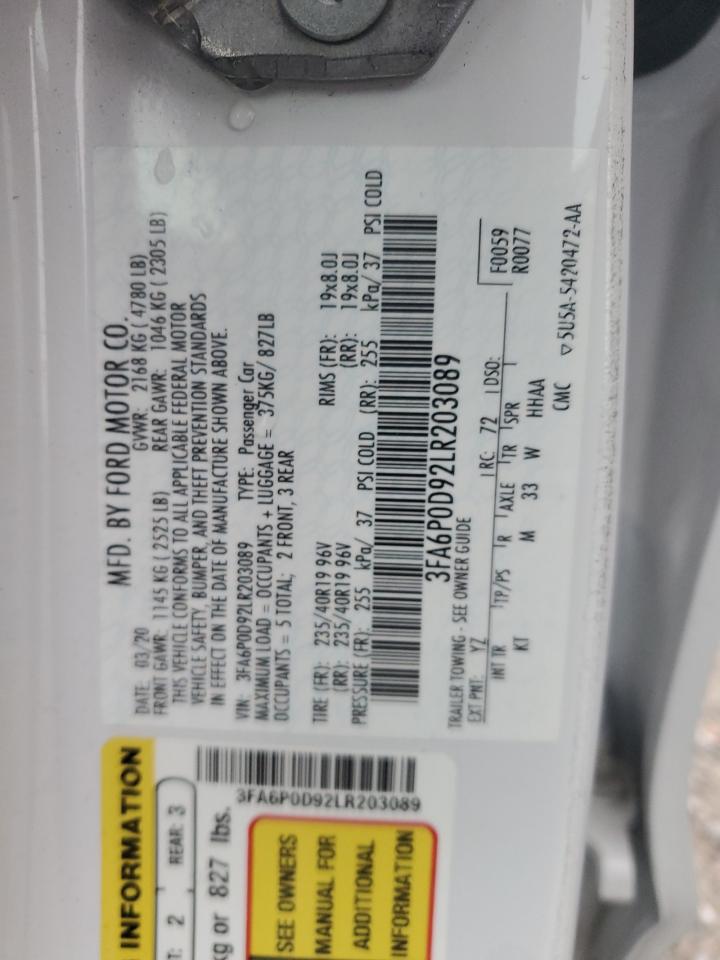 MFD. BY FORD MOTOR CO.
DATE: 03/20 GVWR: 2168 KG ( 4780 LB)
FRONT GAWR: 1145 KG ( 2525 LB) REAR GAWR: 1046 KG ( 2305 LB)
THIS VEHICLE CONFORMS TO ALL APPLICABLE FEDERAL MOTOR
VEHICLE SAFETY, BUMPER, AND THEFT PREVENTION STANDARDS
IN EFFECT ON THE DATE OF MANUFACTURE SHOWN ABOVE.
VIN: 3FA6P0D92LR203089 TYPE: Passenger Car
MAXIMUM LOAD = OCCUPANTS + LUGGAGE = 375KG/ 827LB
OCCUPANTS = 5 TOTAL; 2 FRONT, 3 REAR
TIRE (FR): 235/40R19 96V RIMS (FR): 19x8.0J
(RR): 235/40R19 96V (RR): 19x8.0J
PRESSURE (FR): 255 kPa/ 37 PSI COLD (RR): 255 kPa/ 37 PSI COLD
3FA6P0D92LR203089
TRAILER TOWING - SEE OWNER GUIDE
EXT PNT: YZ RC: 72 DSO: F0059
INT TR TP/PS R AXLE TR SPR R0077
KT M 33 W HHAA
CMC ▽5U5A-5420472-AA
INFORMATION
2 REAR: 3
kg or 827 lbs.
3FA6P0D92LR203089
SEE OWNERS
MANUAL FOR
ADDITIONAL
INFORMATION